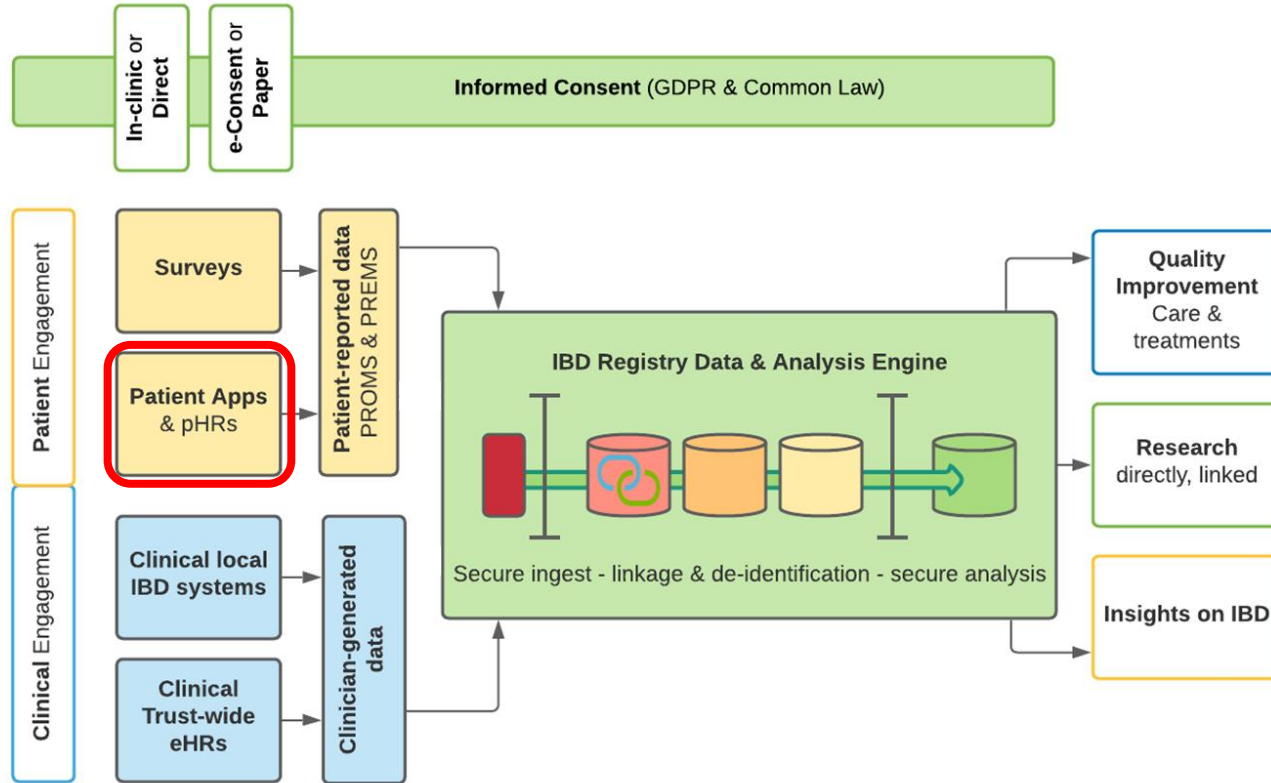 In-clinic or
Direct
e-Consent or
Paper
Informed Consent (GDPR & Common Law)
Patient Engagement
Surveys
Patient Apps
& pHRs
Patient-reported data
PROMS & PREMS
Clinical Engagement
Clinical local
IBD systems
Clinical
Trust-wide
eHRs
Clinician-generated
data
IBD Registry Data & Analysis Engine
Secure ingest - linkage & de-identification - secure analysis
Quality
Improvement
Care &
treatments
Research
directly, linked
Insights on IBD